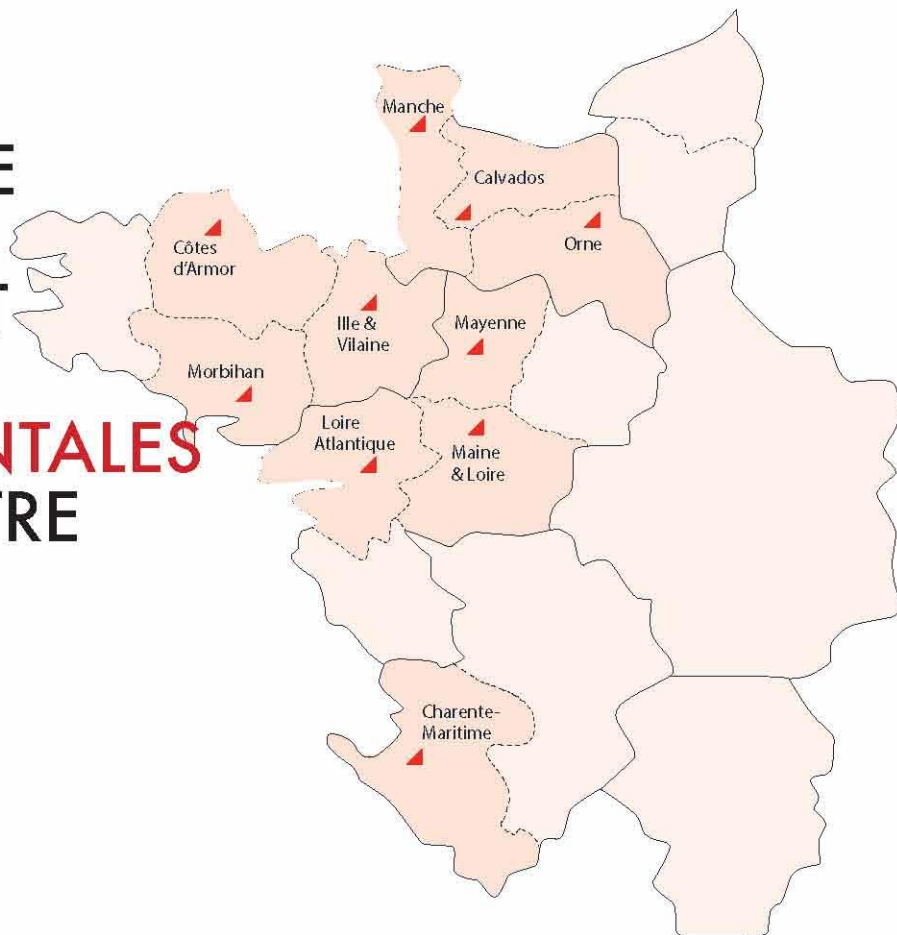 Manche
Calvados
Orne
Côtes
d'Armor
Ille &
Vilaine
Mayenne
Morbihan
Loire
Atlantique
Maine
& Loire
NTALES
TRE
Charente-
Maritime